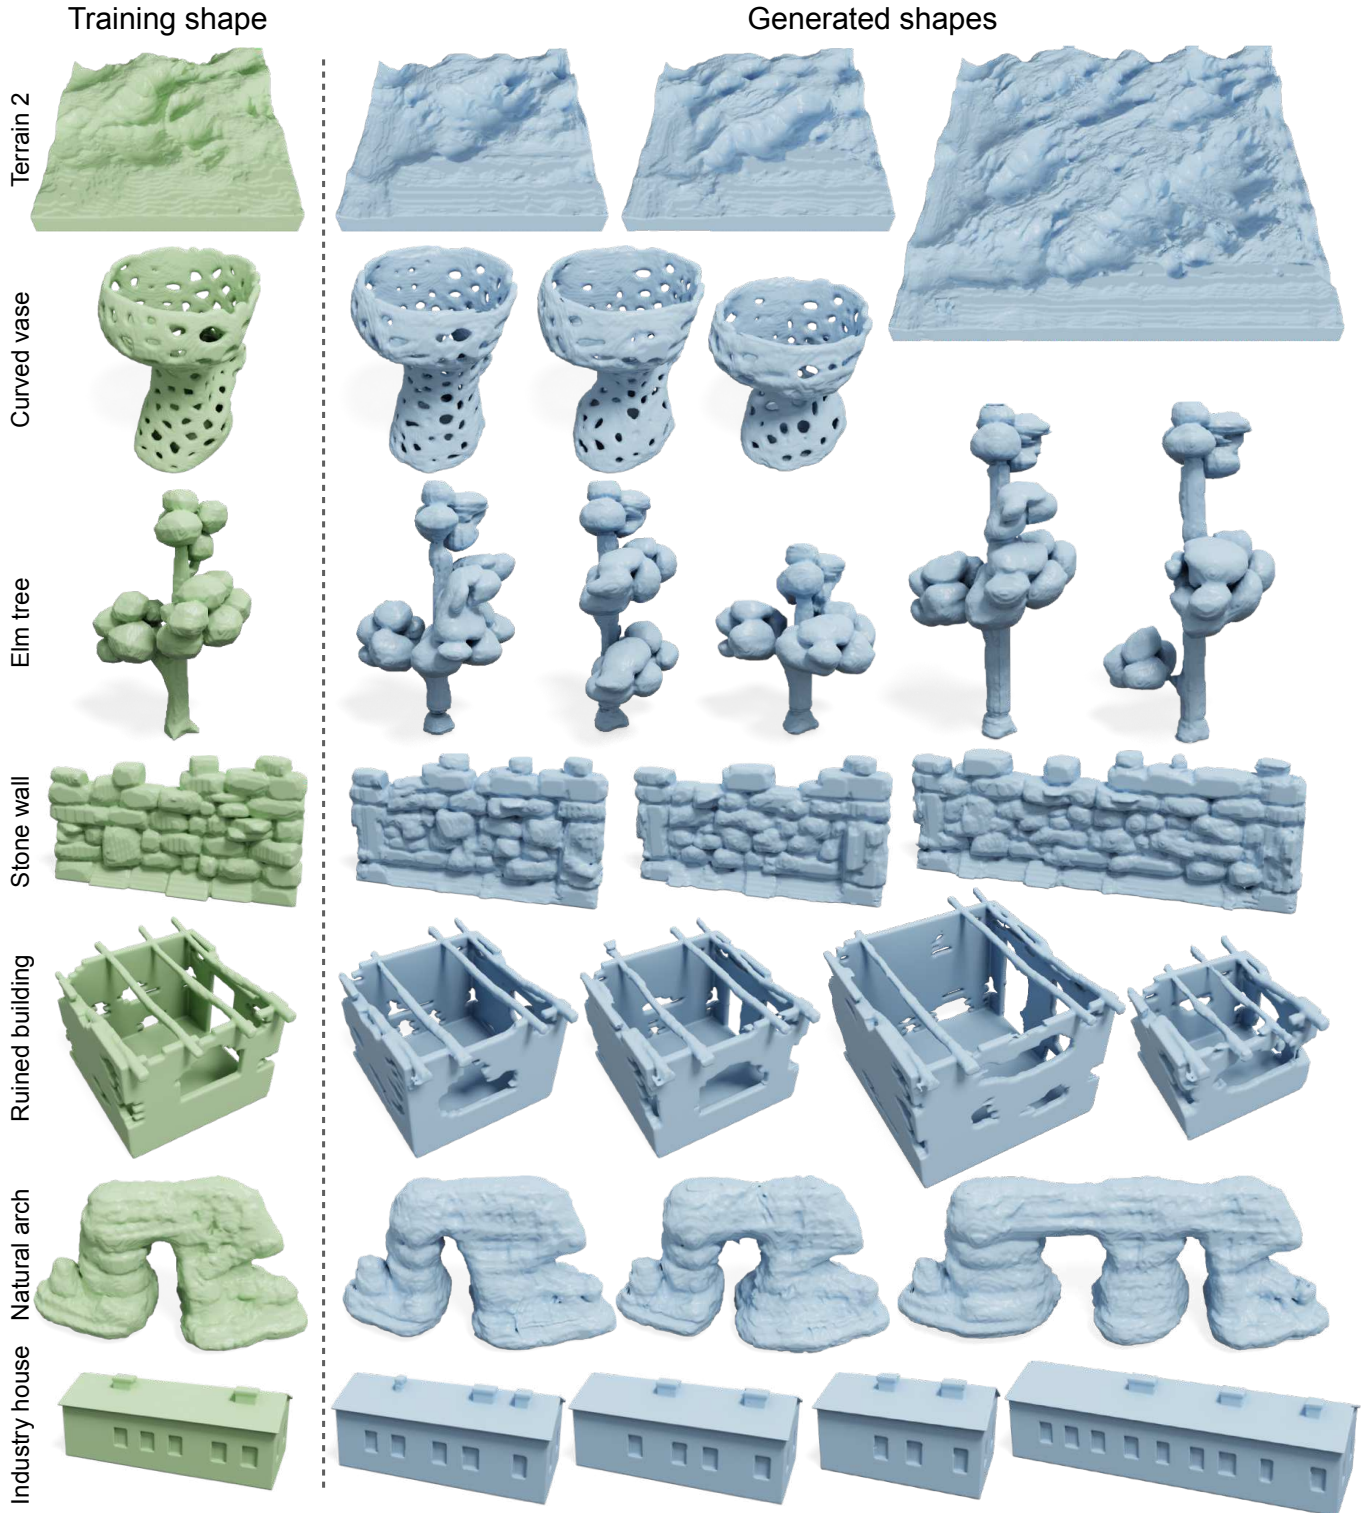 Training shape
Generated shapes
Terrain 2
Curved vase
Elm tree
Stone wall
Ruined building
Natural arch
Industry house